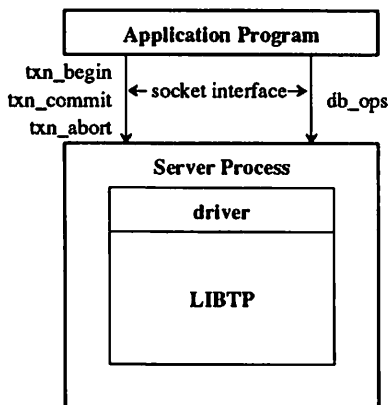 Application Program
txn_begin
txn_commit
txn_abort
←socket interface→
db_ops
Server Process
driver
LIBTP